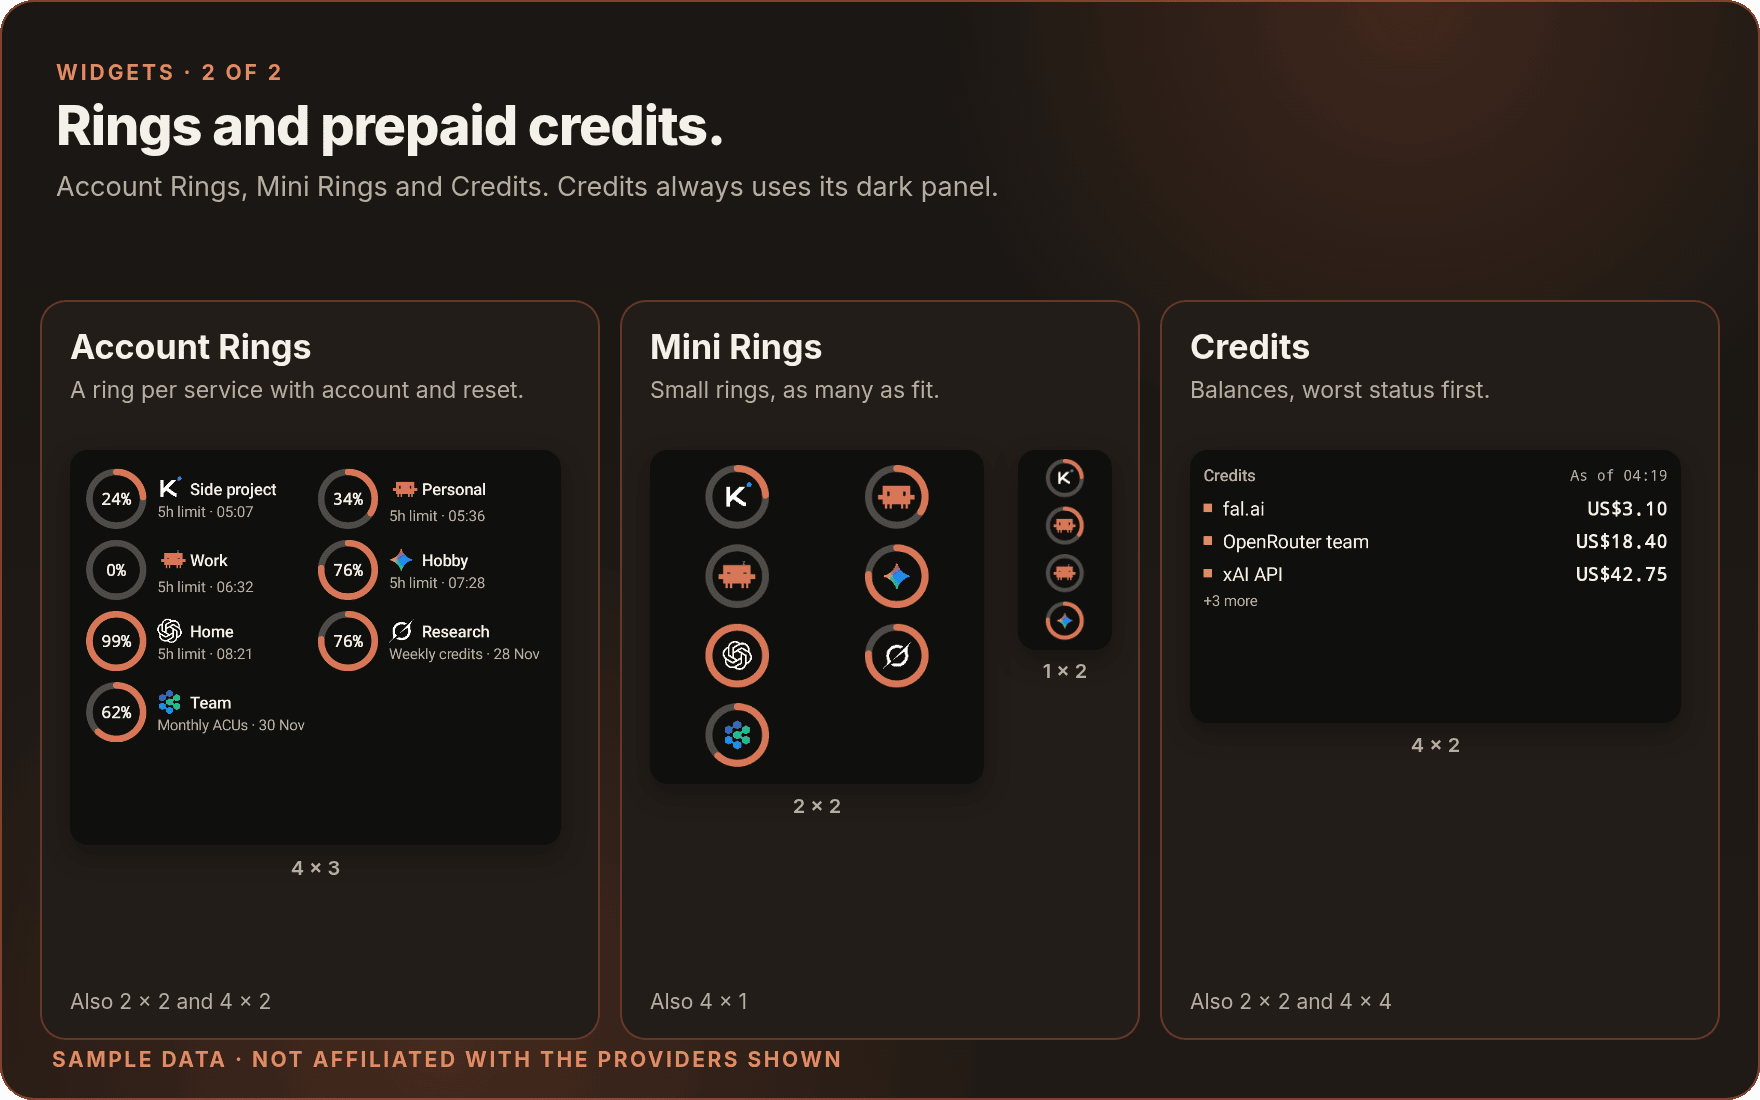 WIDGETS · 2 OF 2
Rings and prepaid credits.
Account Rings, Mini Rings and Credits. Credits always uses its dark panel.
Account Rings
A ring per service with account and reset.
24%
Side project
5h limit · 05:07
34%
Personal
5h limit · 05:36
0%
Work
5h limit · 06:32
76%
Hobby
5h limit · 07:28
99%
Home
5h limit · 08:21
76%
Research
Weekly credits · 28 Nov
62%
Team
Monthly ACUs · 30 Nov
4 × 3
Also 2 × 2 and 4 × 2
Mini Rings
Small rings, as many as fit.
2 × 2
1 × 2
Also 4 × 1
Credits
Balances, worst status first.
Credits As of 04:19
fal.ai US$3.10
OpenRouter team US$18.40
xAI API US$42.75
+3 more
4 × 2
Also 2 × 2 and 4 × 4
SAMPLE DATA · NOT AFFILIATED WITH THE PROVIDERS SHOWN